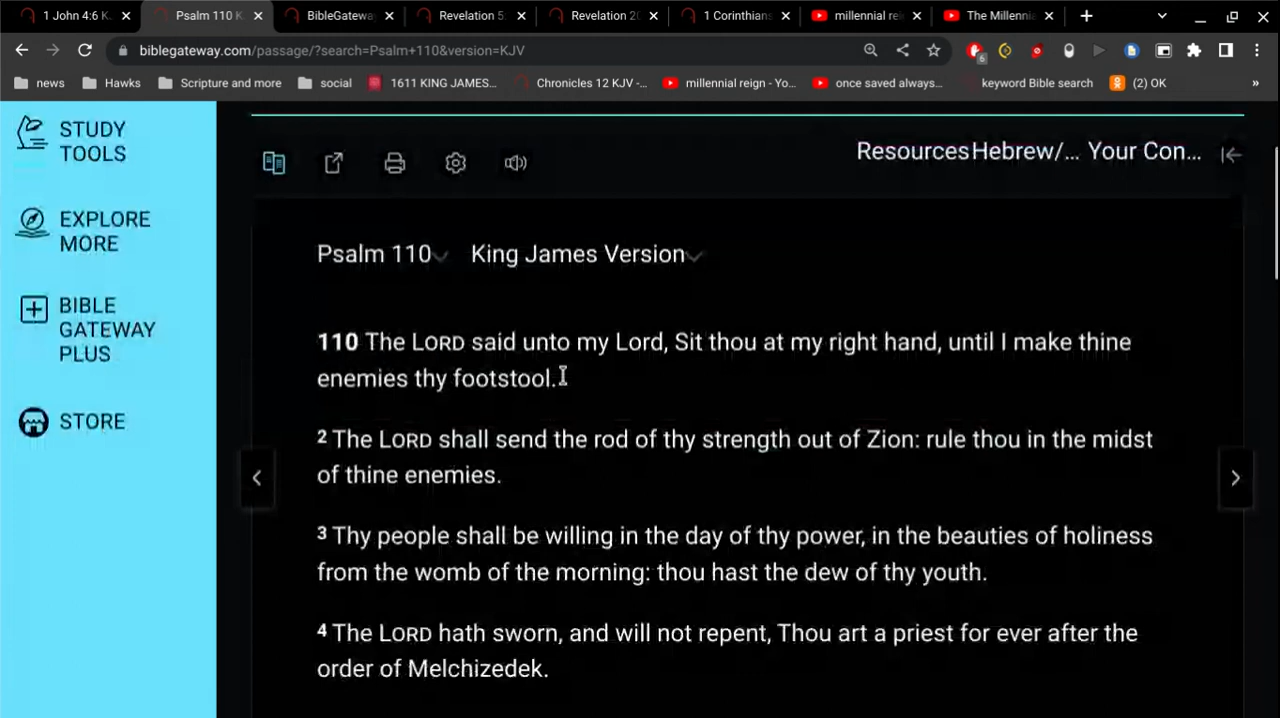 1 John 4:6 K
Psalm 110 K
BibleGateway
Revelation 5:
Revelation 20
1 Corinthians
millennial rei
The Millenni
biblegateway.com/passage/?search=Psalm+110&version=KJV
6
news
Hawks
Scripture and more
social
1611 KING JAMES...
Chronicles 12 KJV -...
millennial reign - Yo...
once saved always...
keyword Bible search
(2) OK
»
STUDY
TOOLS
EXPLORE
MORE
BIBLE
GATEWAY
PLUS
STORE
Resources Hebrew/... Your Con...
Psalm 110 King James Version
110 The LORD said unto my Lord, Sit thou at my right hand, until I make thine
enemies thy footstool.
2 The LORD shall send the rod of thy strength out of Zion: rule thou in the midst
of thine enemies.
3 Thy people shall be willing in the day of thy power, in the beauties of holiness
from the womb of the morning: thou hast the dew of thy youth.
4 The LORD hath sworn, and will not repent, Thou art a priest for ever after the
order of Melchizedek.